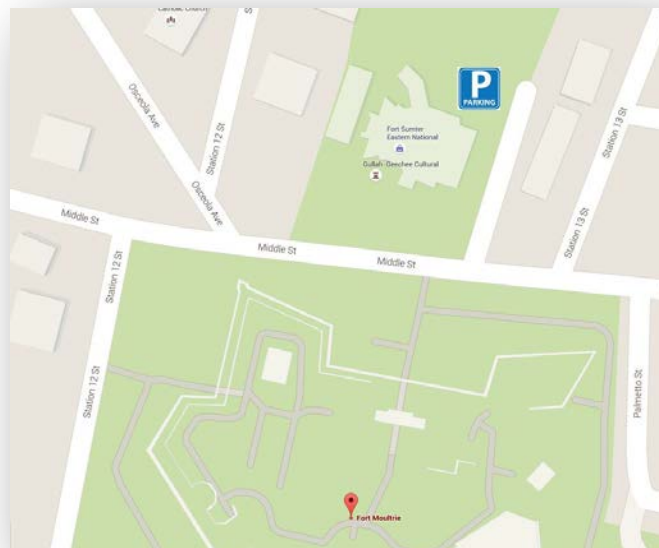 Catholic Church
S
Osceola Ave
Station 12 St
P
PARKING
Fort Sumter
Eastern National
Gullah Geechee Cultural
Station 13 St
Osceola Ave
Middle St
Middle St
Middle St
Station 13 St
Station 12 St
Station 12 St
Palmetto St
Fort Moultrie